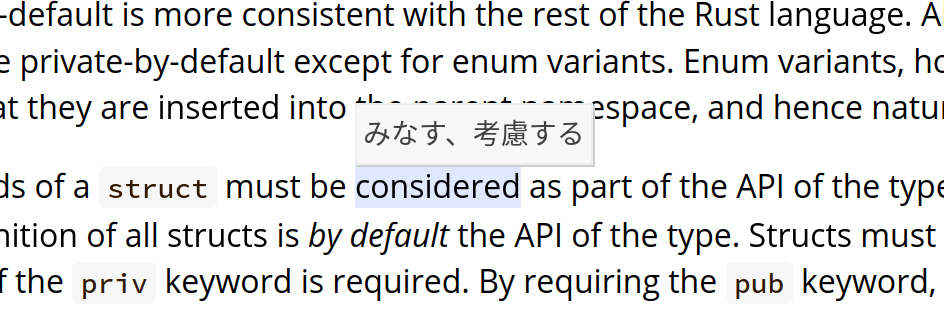 -default is more consistent with the rest of the Rust language. A
e private-by-default except for enum variants. Enum variants, ho
at they are inserted into the parent namespace, and hence natur
みなす、考慮する
ds of a struct must be considered as part of the API of the type
nition of all structs is by default the API of the type. Structs must
f the priv keyword is required. By requiring the pub keyword,